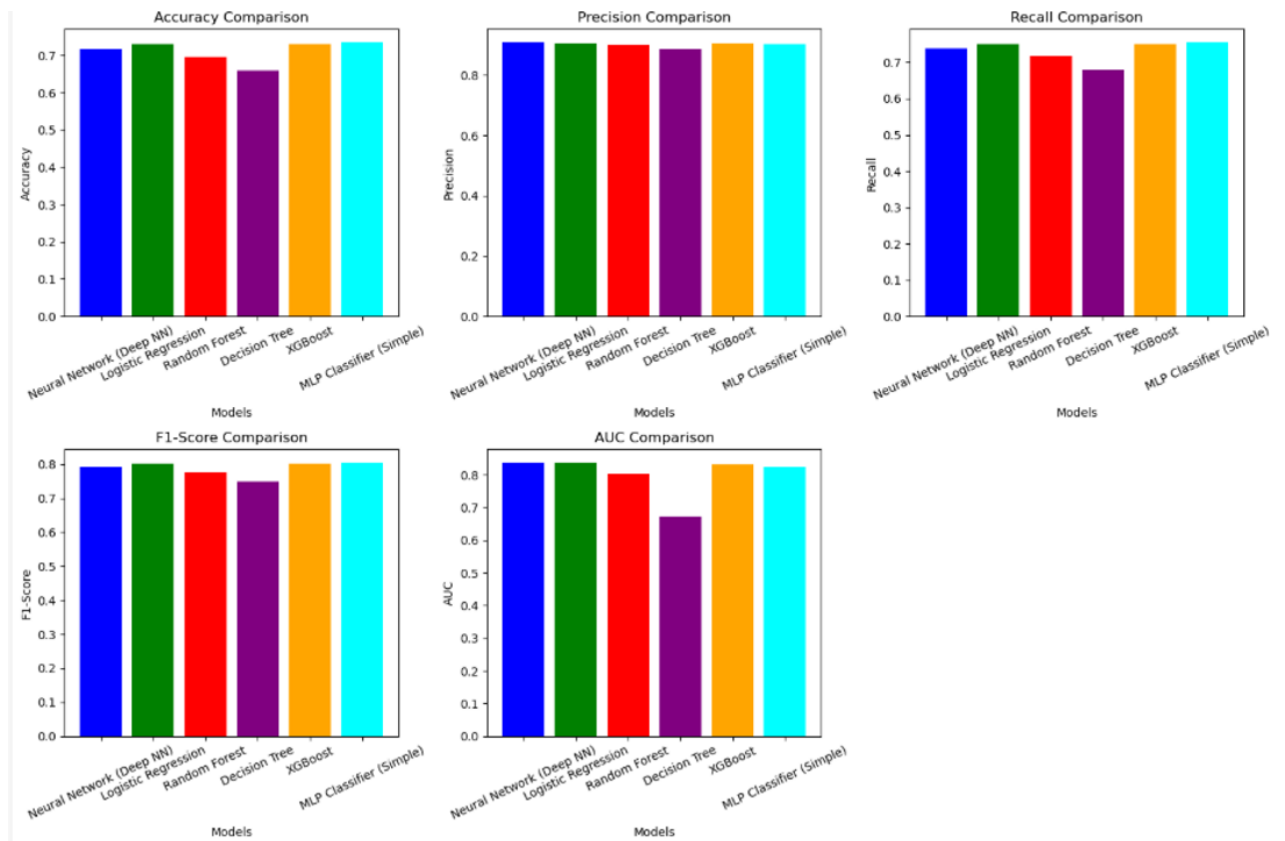 Accuracy Comparison
0.7
0.6
0.5
0.4
0.3
0.2
0.1
0.0
Accuracy
Neural Network (Deep NN)
Logistic Regression
Random Forest
Decision Tree
XGBoost
MLP Classifier (Simple)
Models
Precision Comparison
0.8
0.6
0.4
0.2
0.0
Precision
Neural Network (Deep NN)
Logistic Regression
Random Forest
Decision Tree
XGBoost
MLP Classifier (Simple)
Models
Recall Comparison
0.7
0.6
0.5
0.4
0.3
0.2
0.1
0.0
Recall
Neural Network (Deep NN)
Logistic Regression
Random Forest
Decision Tree
XGBoost
MLP Classifier (Simple)
Models
F1-Score Comparison
0.8
0.7
0.6
0.5
0.4
0.3
0.2
0.1
0.0
F1-Score
Neural Network (Deep NN)
Logistic Regression
Random Forest
Decision Tree
XGBoost
MLP Classifier (Simple)
Models
AUC Comparison
0.8
0.7
0.6
0.5
0.4
0.3
0.2
0.1
0.0
AUC
Neural Network (Deep NN)
Logistic Regression
Random Forest
Decision Tree
XGBoost
MLP Classifier (Simple)
Models